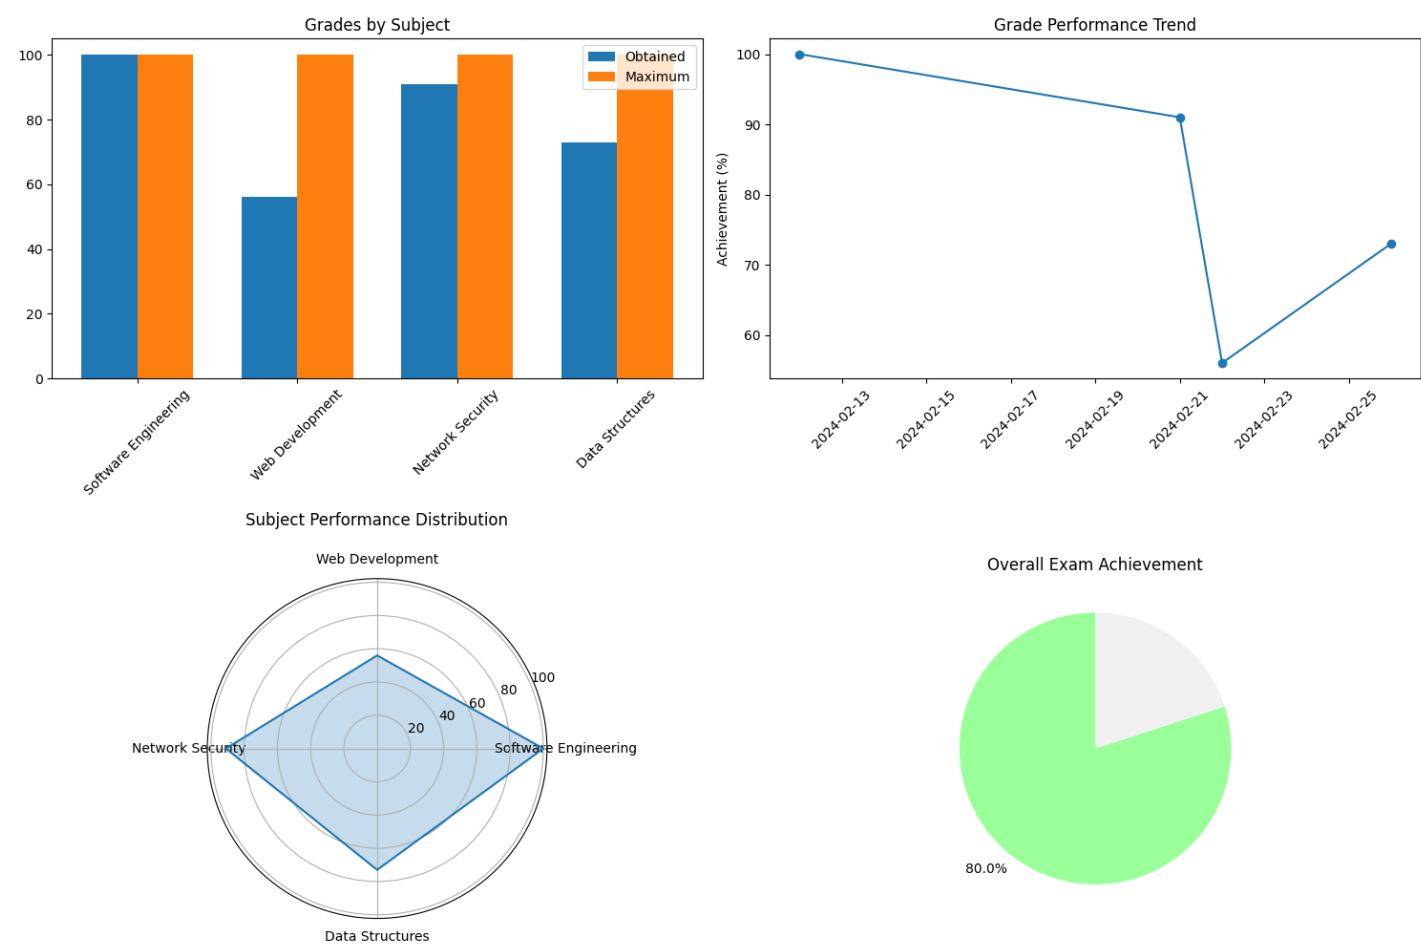 Grades by Subject
100
80
60
40
20
0
Obtained
Maximum
Software Engineering
Web Development
Network Security
Data Structures
Grade Performance Trend
Achievement (%)
100
90
80
70
60
2024-02-13
2024-02-15
2024-02-17
2024-02-19
2024-02-21
2024-02-23
2024-02-25
Subject Performance Distribution
Web Development
100
80
60
40
20
Network Security
Software Engineering
Data Structures
Overall Exam Achievement
80.0%